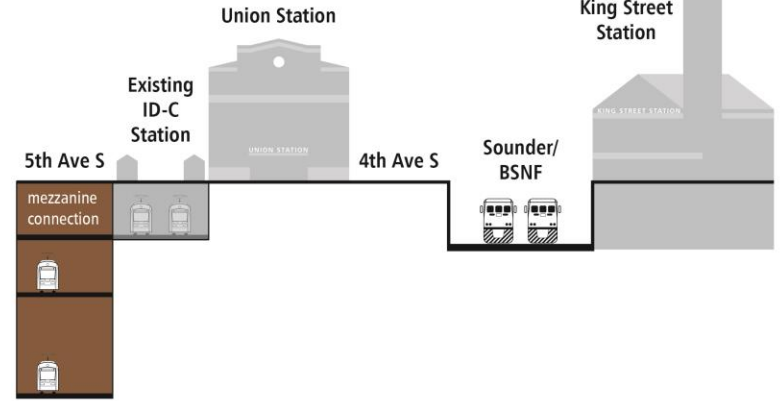 Union Station
King Street
Station
Existing
ID-C
Station
UNION STATION
KING STREET STATION
5th Ave S
4th Ave S
Sounder/
BSNF
mezzanine
connection